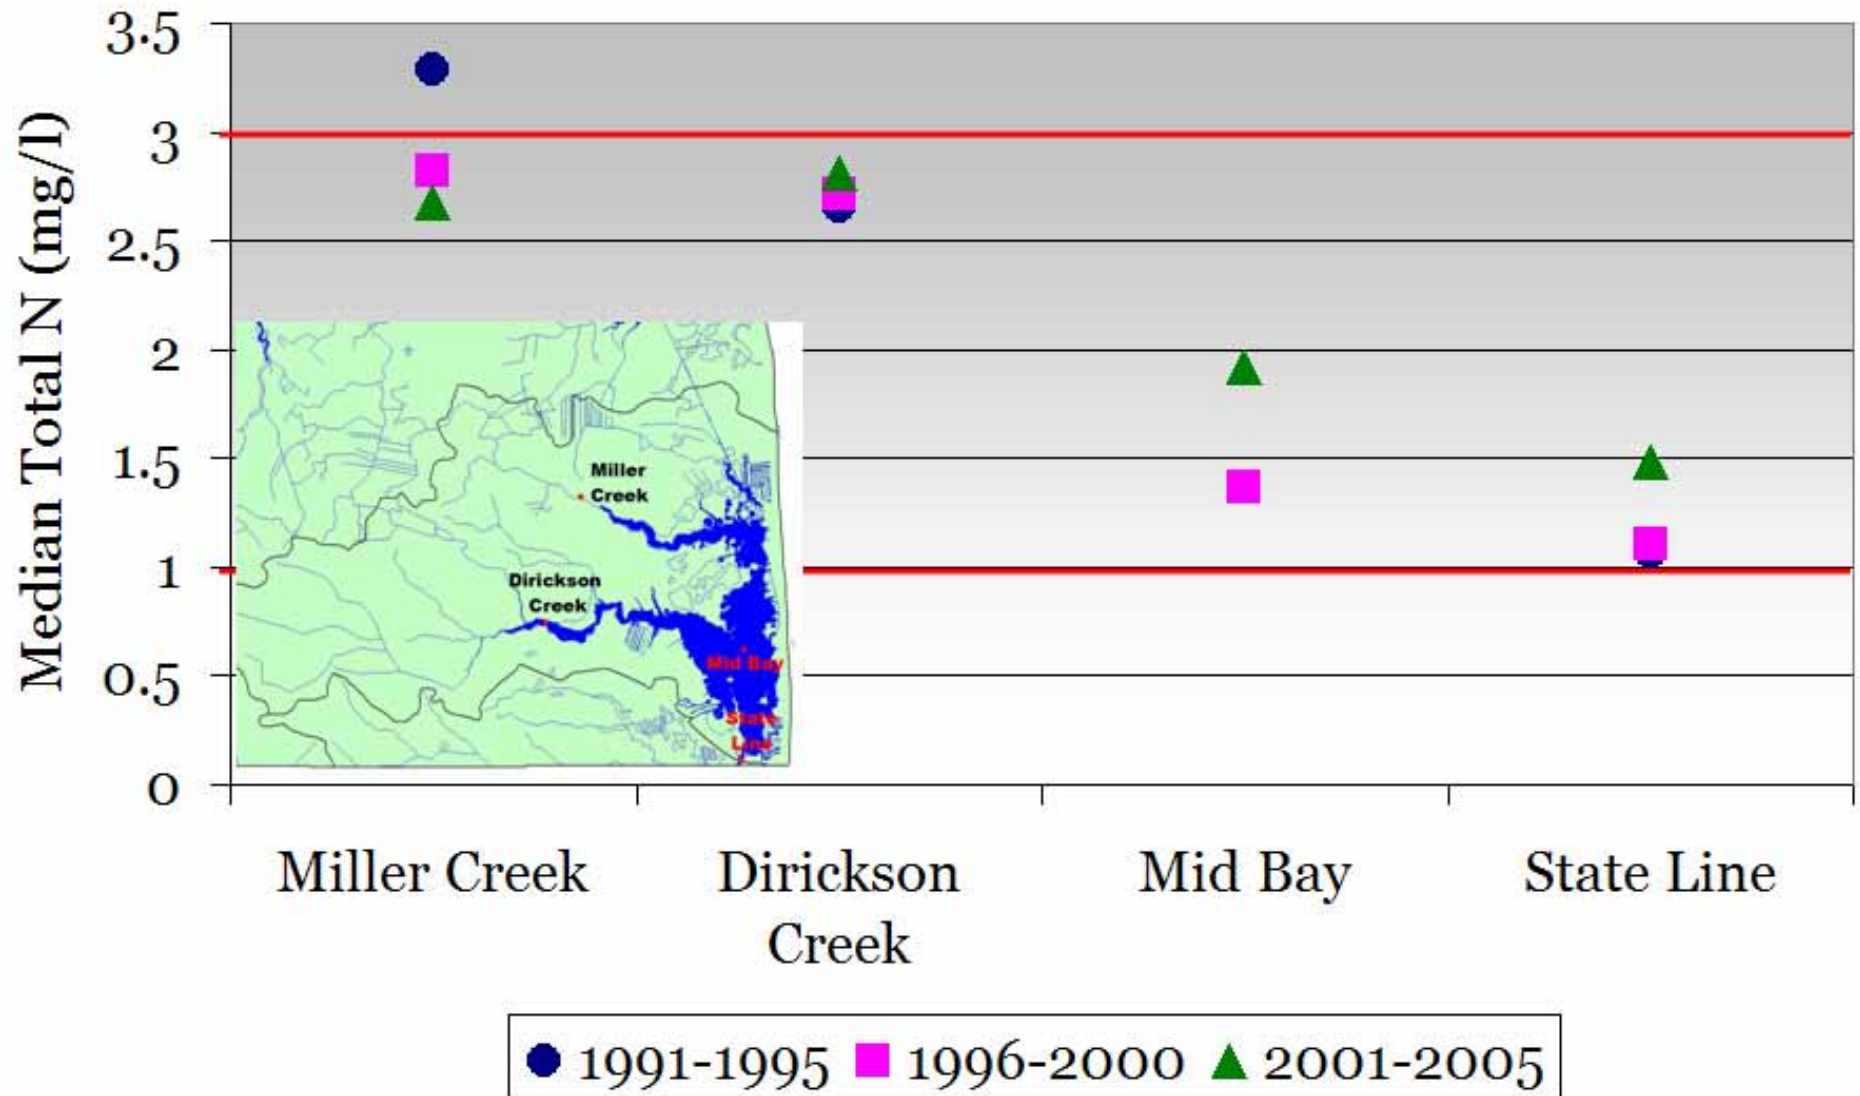 3.5
3
2.5
2
1.5
1
0.5
0
Median Total N (mg/l)
Miller
Creek
Dirickson
Creek
Mid Bay
State
Line
Miller Creek
Dirickson
Creek
Mid Bay
State Line
1991-1995
1996-2000
2001-2005